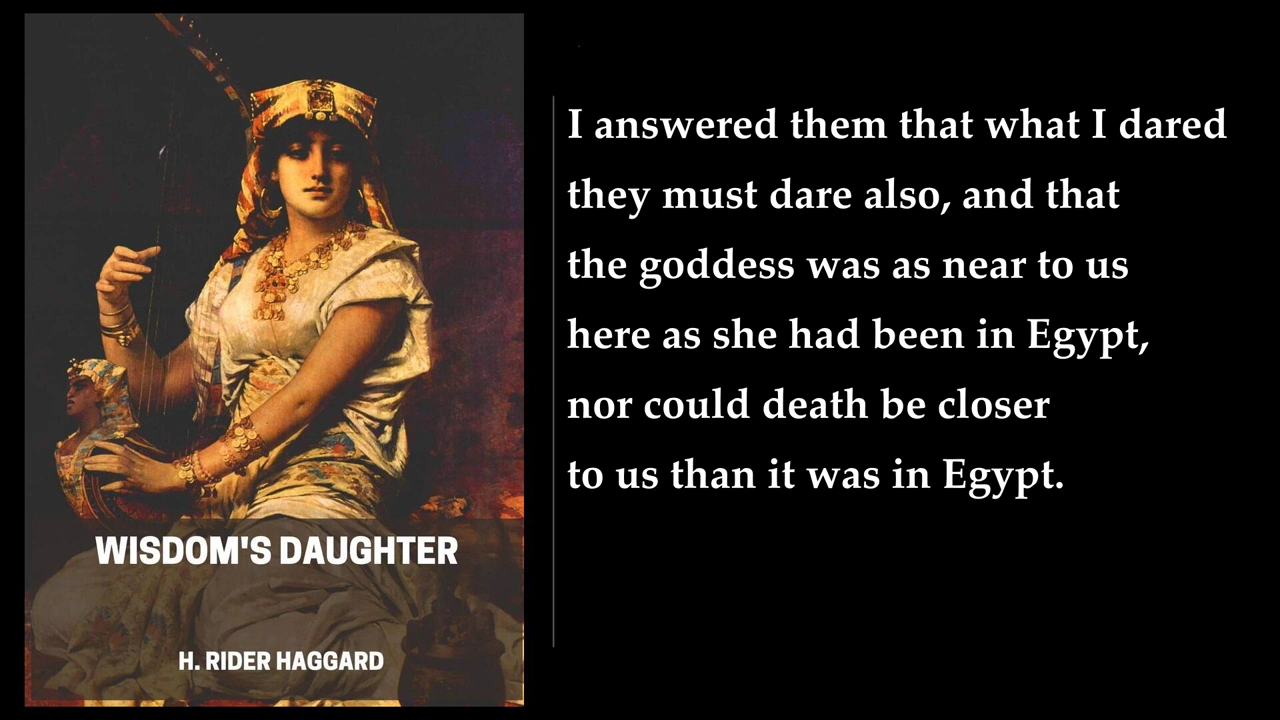 WISDOM'S DAUGHTER
H. RIDER HAGGARD
I answered them that what I dared
they must dare also, and that
the goddess was as near to us
here as she had been in Egypt,
nor could death be closer
to us than it was in Egypt.